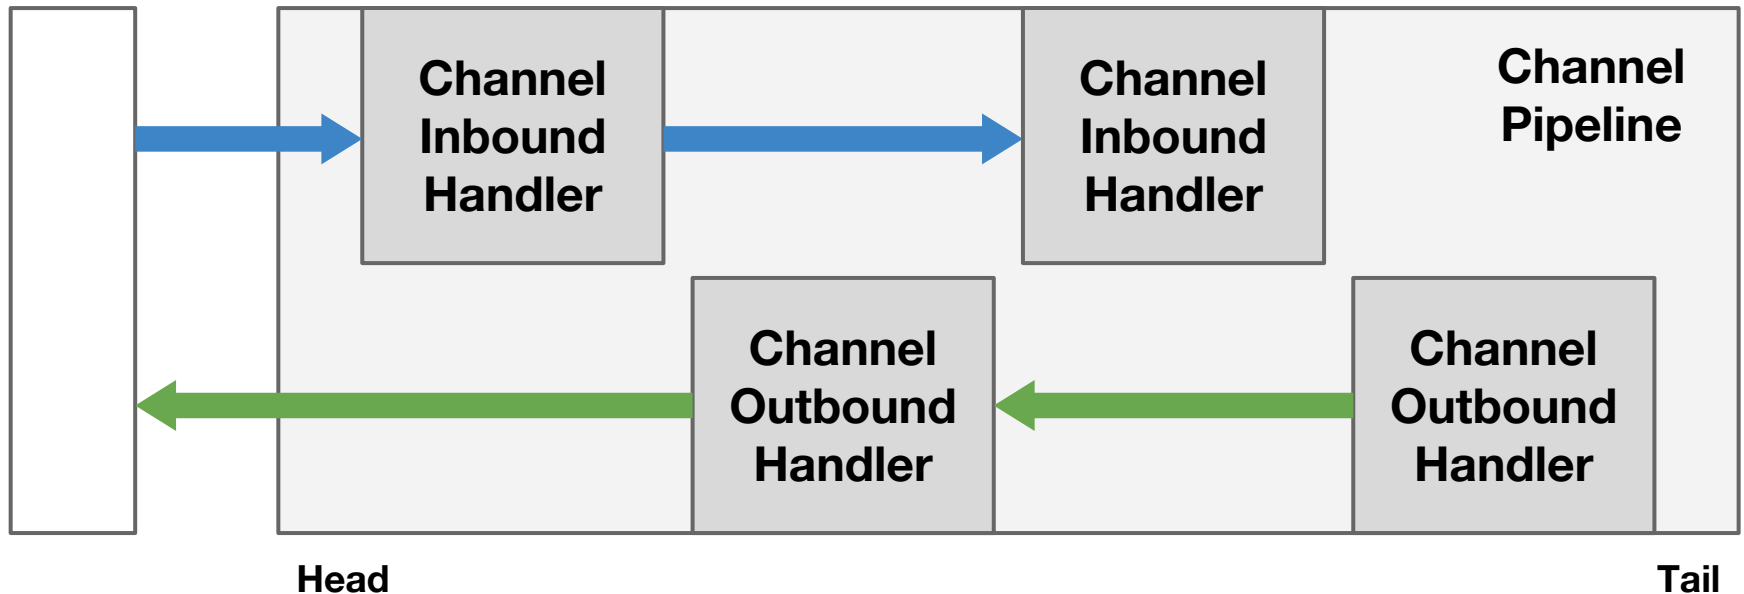 Channel
Inbound
Handler
Channel
Inbound
Handler
Channel
Pipeline
Channel
Outbound
Handler
Channel
Outbound
Handler
Head
Tail